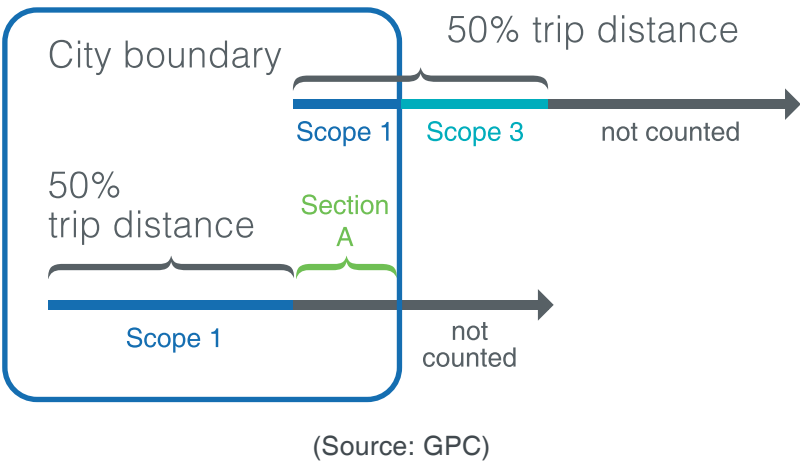 50% trip distance
City boundary
Scope 1
Scope 3
not counted
50%
trip distance
Section
A
Scope 1
not
counted
(Source: GPC)